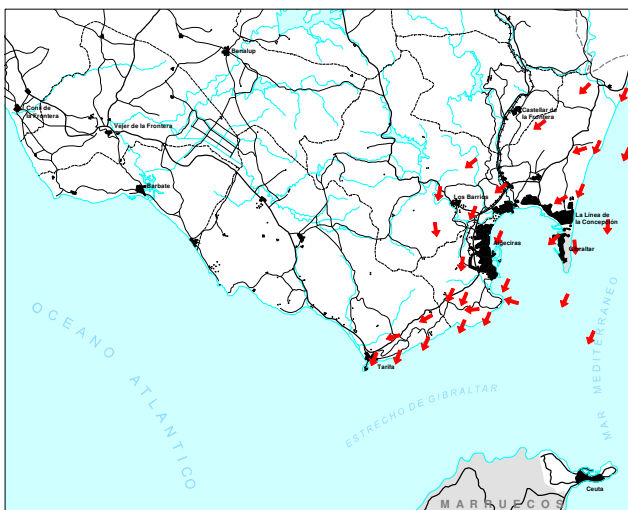 Benalup
Conil de
la Frontera
Castellar de
la Frontera
Vejer de la Frontera
Barbate
Los Barrios
La Línea de
la Concepción
Algeciras
Gibraltar
Tarifa
OCEANO ATLANTICO
ESTRECHO DE GIBRALTAR
MAR MEDITERRANEO
Ceuta
MARRUECOS